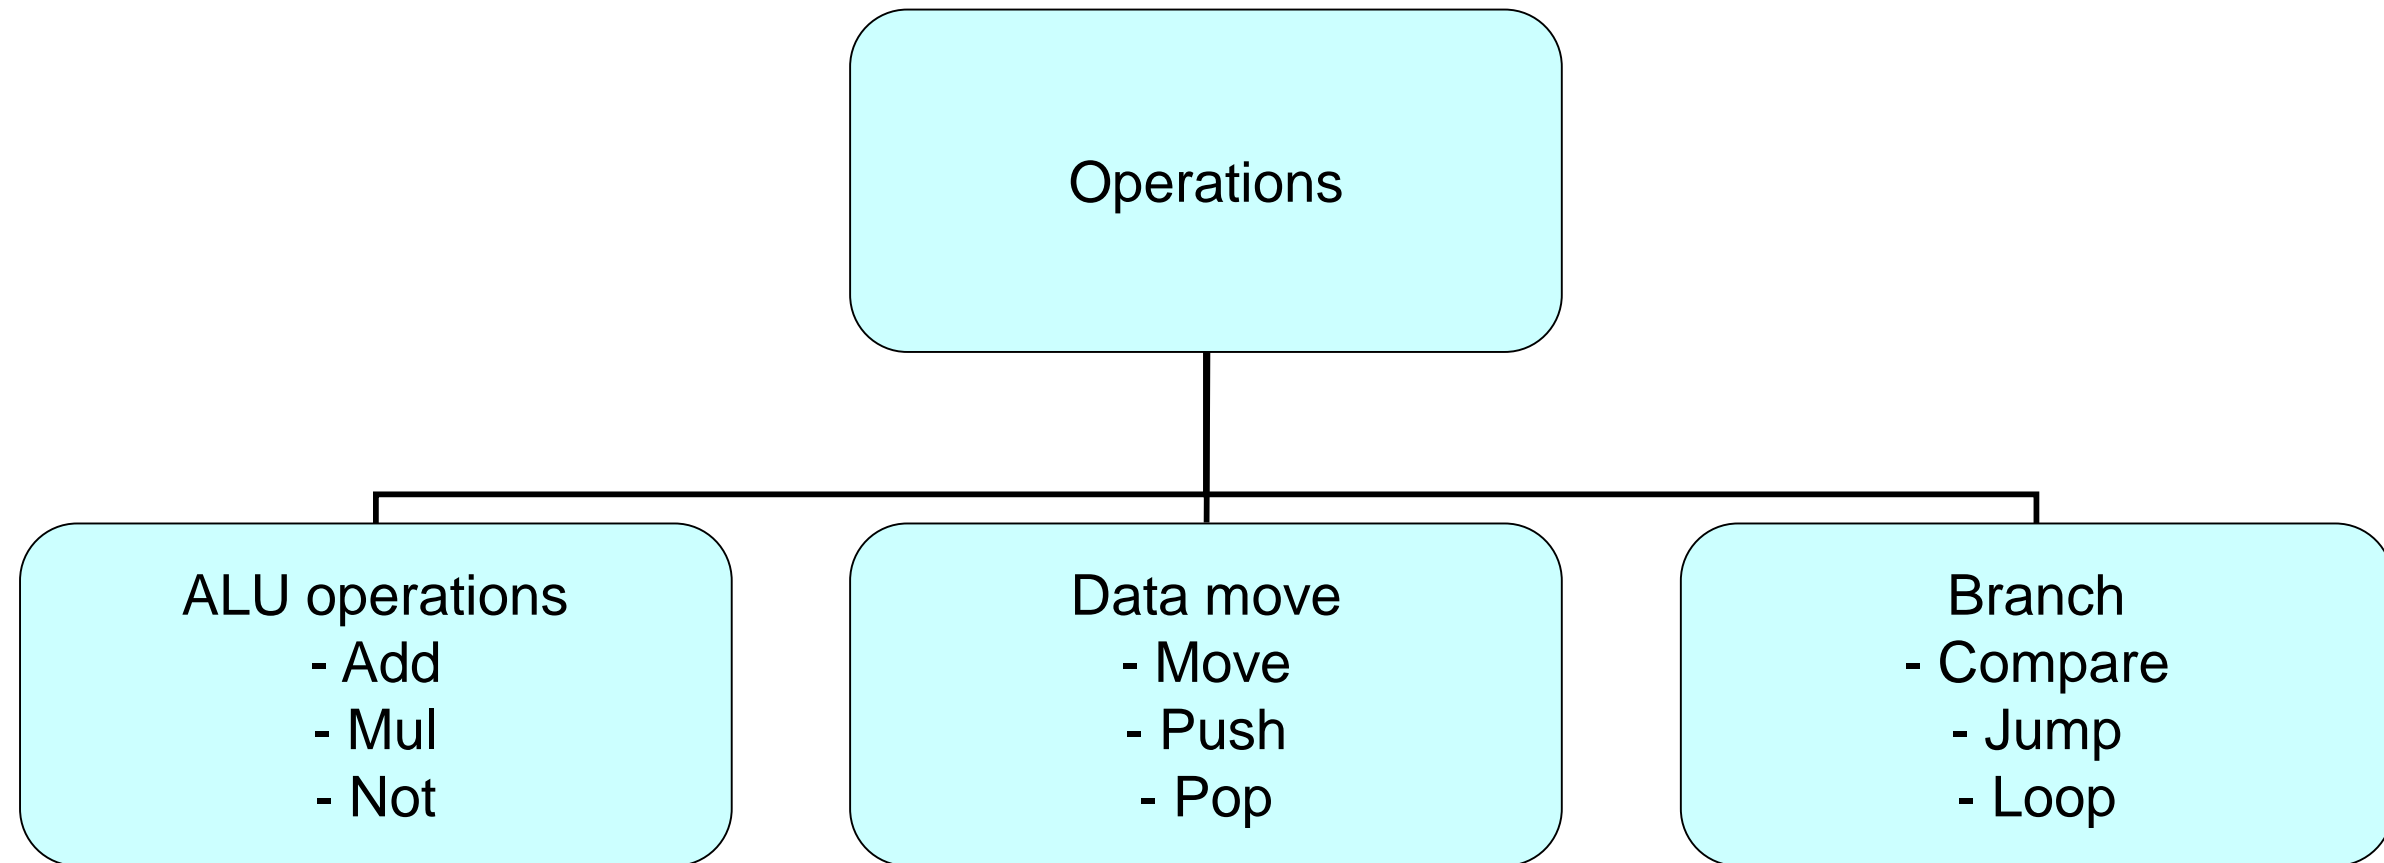 Operations
ALU operations
- Add
- Mul
- Not
Data move
- Move
- Push
- Pop
Branch
- Compare
- Jump
- Loop